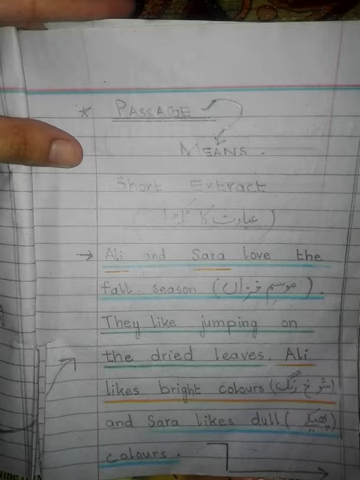 * PASSAGE
MEANS.
Short Extract
(عبارت کا ٹکڑا)
→ Ali and Sara love the
fall season (موسمِ خزاں).
They like jumping on
the dried leaves. Ali
likes bright colours (شوخ رنگ)
and Sara likes dull (پھیکے)
colours.